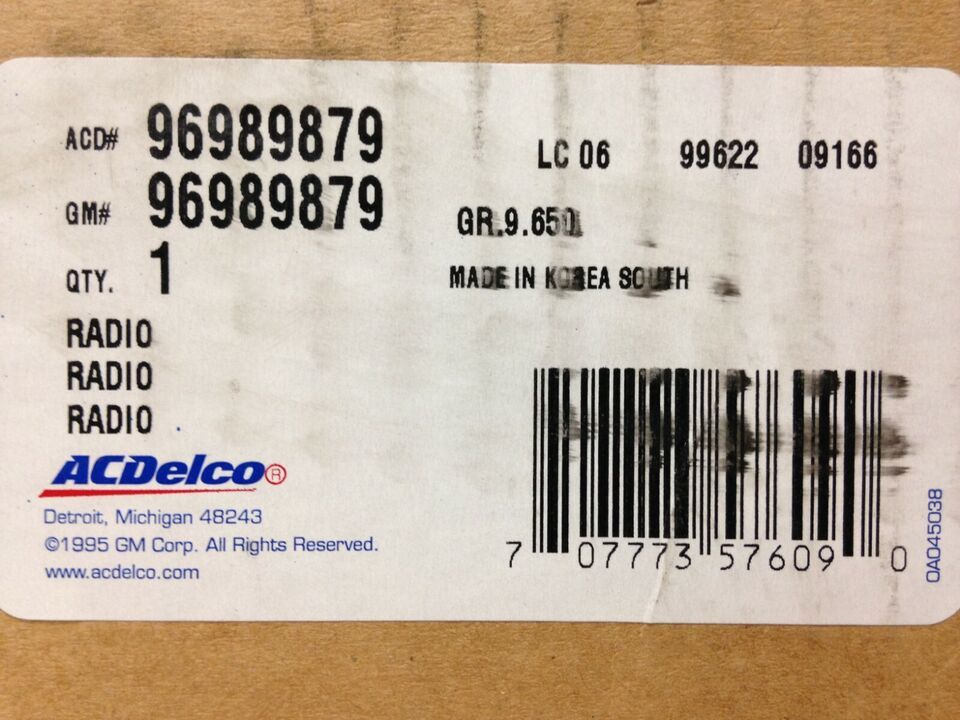 ACD# 96989879
LC 06 99622 09166
GM# 96989879
GR.9.650
QTY. 1
MADE IN KOREA SOUTH
RADIO
RADIO
RADIO
ACDelco®
Detroit, Michigan 48243
©1995 GM Corp. All Rights Reserved.
www.acdelco.com
7 07773 57609 0
0A045038